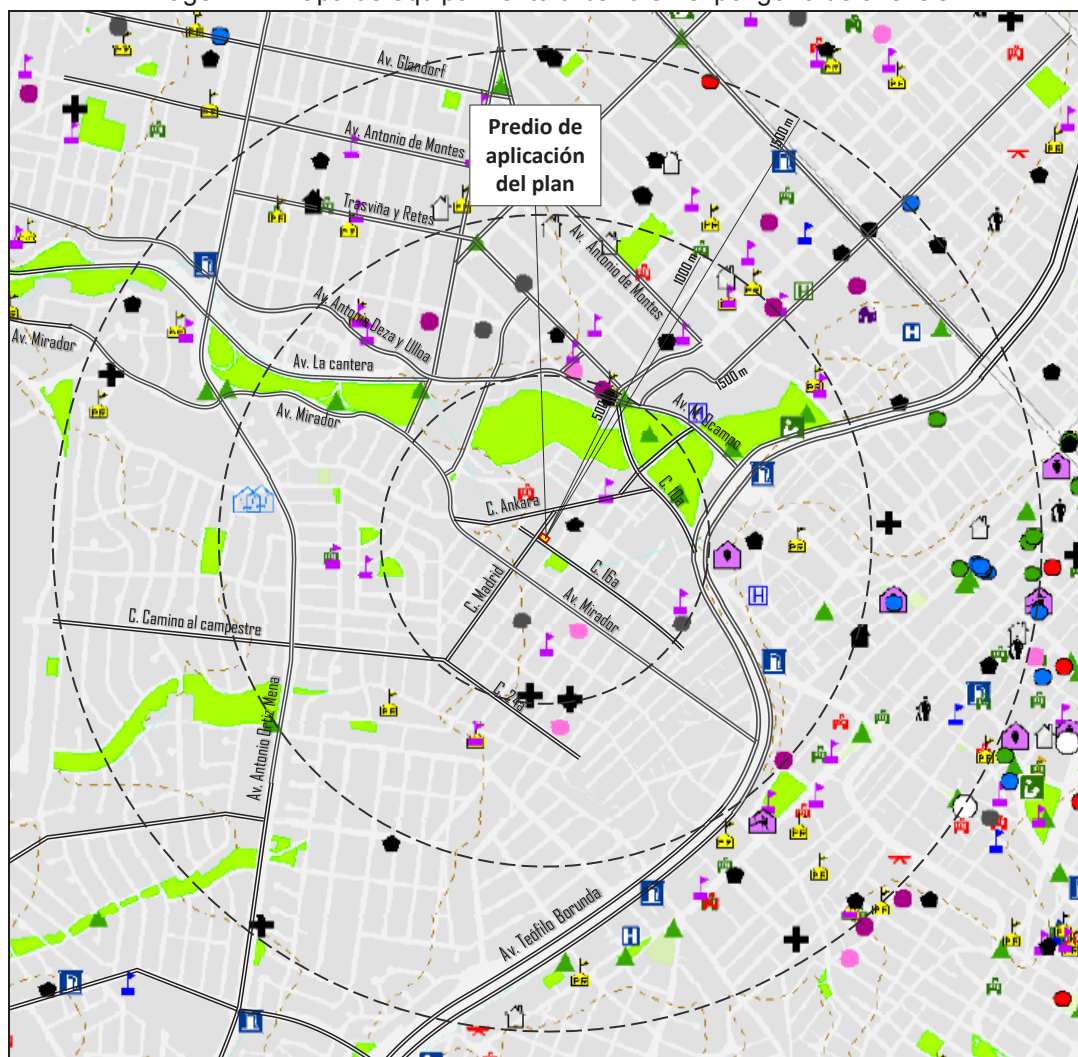 Av. Glandorf
Av. Antonio de Montes
Predio de
aplicación
del plan
1500 m
Trasviña y Retes
Av. Antonio de Montes
1000 m
Av. Antonio Deza y Ulloa
Av. Mirador
Av. La cantera
1500 m
500
Av. Mirador
Av. M. Ocampo
C. Ankara
C. 10a
C. 16a
C. Madrid
Av. Mirador
C. Camino al campestre
C. 24a
Av. Antonio Ortiz Mena
Av. Teófilo Borunda